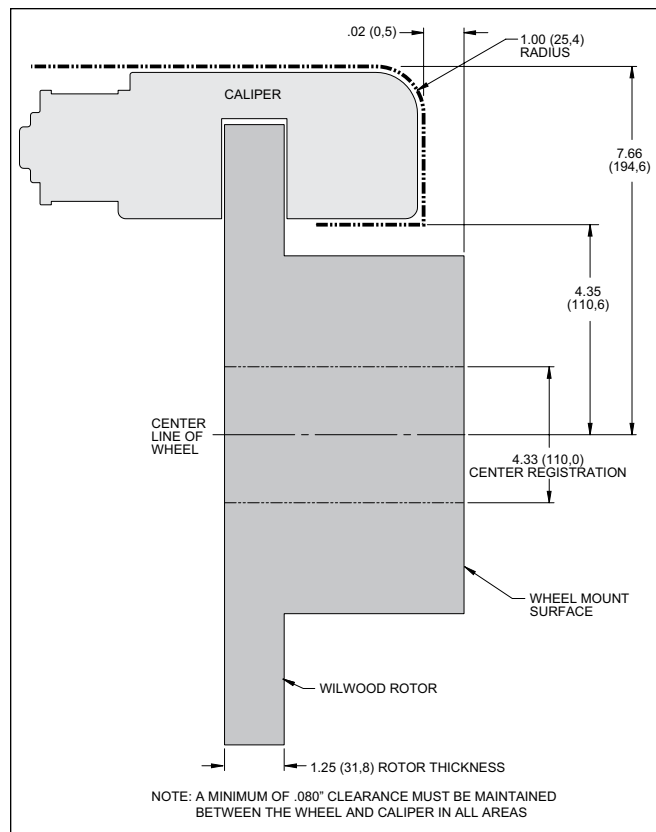 .02 (0,5)
1.00 (25,4)
RADIUS
CALIPER
7.66
(194,6)
4.35
(110,6)
CENTER
LINE OF
WHEEL
4.33 (110,0)
CENTER REGISTRATION
WHEEL MOUNT
SURFACE
WILWOOD ROTOR
1.25 (31,8) ROTOR THICKNESS
NOTE: A MINIMUM OF .080" CLEARANCE MUST BE MAINTAINED
BETWEEN THE WHEEL AND CALIPER IN ALL AREAS